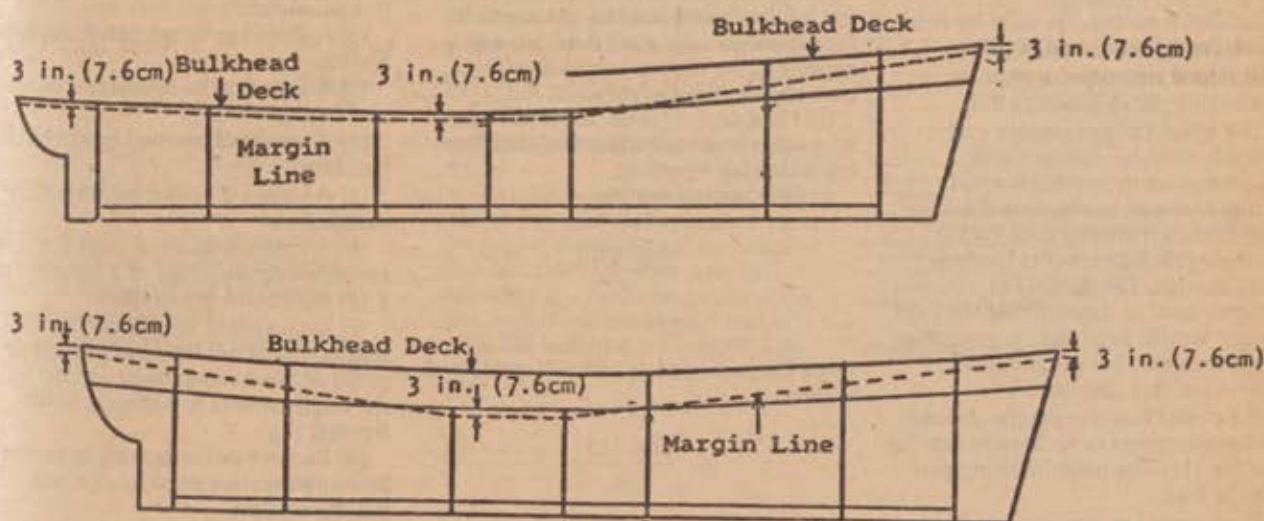 Bulkhead Deck
3 in. (7.6cm)
3 in.(7.6cm)
Bulkhead
Deck
3 in.(7.6cm)
Margin
Line
3 in. (7.6cm)
Bulkhead Deck
3 in. (7.6cm)
3 in.(7.6cm)
Margin Line